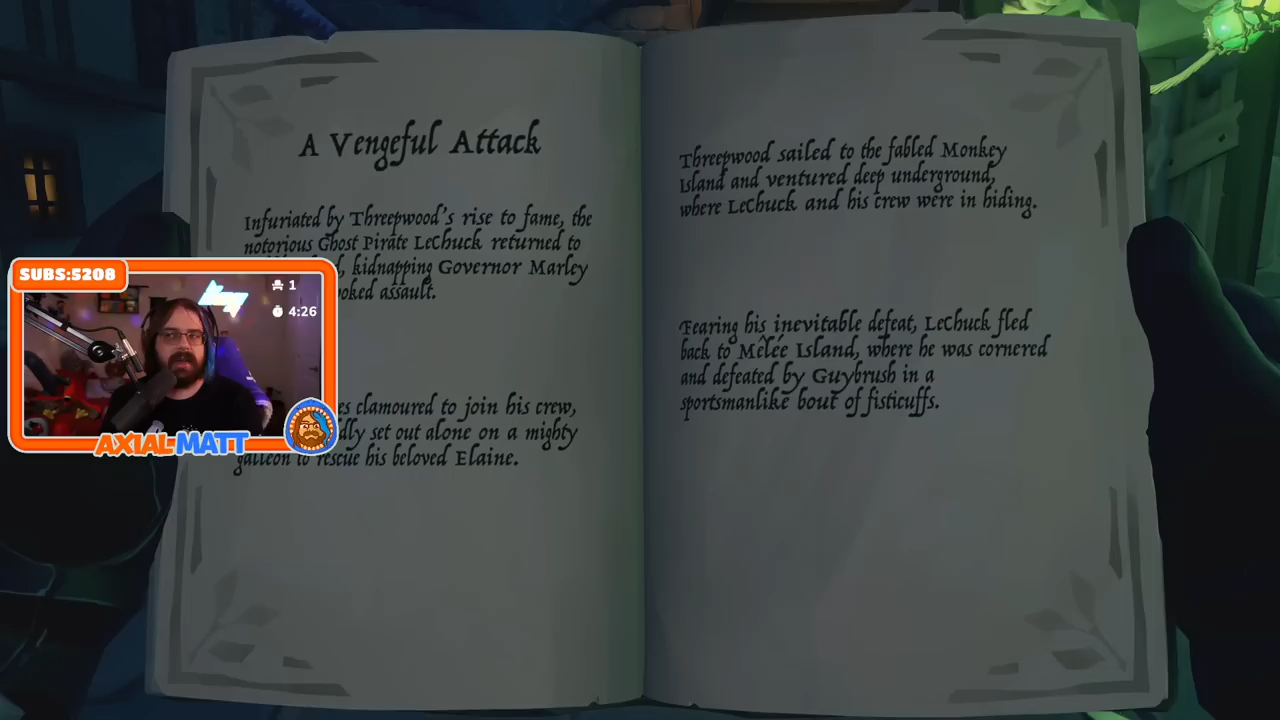 A Vengeful Attack
Infuriated by Threepwood's rise to fame, the
notorious Ghost Pirate LeChuck returned to
kidnapping Governor Marley
assault.
clamoured to join his crew,
set out alone on a mighty
galleon to rescue his beloved Elaine.
Threepwood sailed to the fabled Monkey
Island and ventured deep underground,
where LeChuck and his crew were in hiding.
Fearing his inevitable defeat, LeChuck fled
back to Mêlée Island, where he was cornered
and defeated by Guybrush in a
sportsmanlike bout of fisticuffs.
SUBS:5208
1
4:26
AXIALMATT